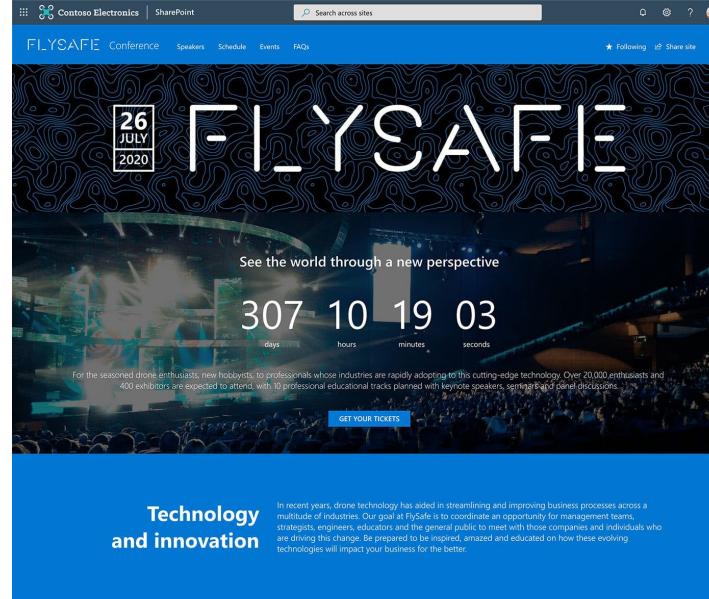 Contoso Electronics SharePoint Search across sites ?
FLYSAFE Conference Speakers Schedule Events FAQs Following Share site
26
JULY
2020
FLYSAFE
See the world through a new perspective
307 10 19 03
days hours minutes seconds
For the seasoned drone enthusiasts, new hobbyists, to professionals whose industries are rapidly adopting to this cutting-edge technology. Over 20,000 enthusiasts and
400 exhibitors are expected to attend, with 10 professional educational tracks planned with keynote speakers, seminars and panel discussions.
GET YOUR TICKETS
Technology
and innovation
In recent years, drone technology has aided in streamlining and improving business processes across a
multitude of industries. Our goal at FlySafe is to coordinate an opportunity for management teams,
strategists, engineers, educators and the general public to meet with those companies and individuals who
are driving this change. Be prepared to be inspired, amazed and educated on how these evolving
technologies will impact your business for the better.